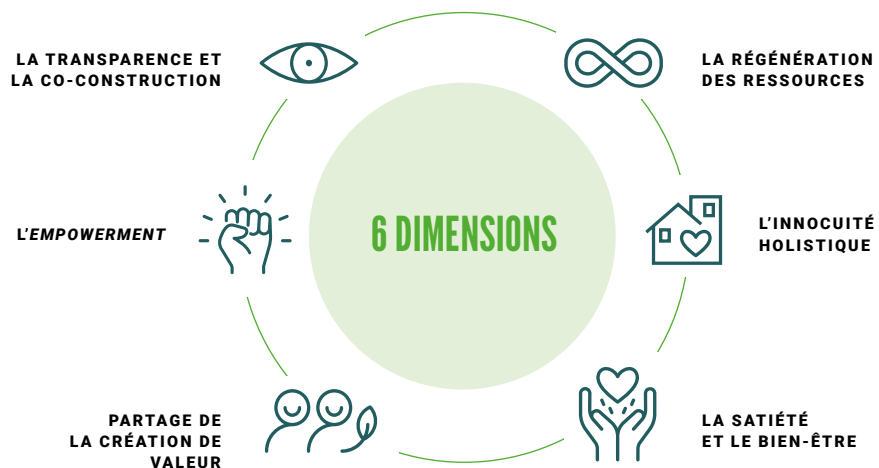 LA TRANSPARENCE ET
LA CO-CONSTRUCTION
LA RÉGÉNÉRATION
DES RESSOURCES
L'EMPOWERMENT
6 DIMENSIONS
L'INNOCUITÉ
HOLISTIQUE
PARTAGE DE
LA CRÉATION DE
VALEUR
LA SATIÉTÉ
ET LE BIEN-ÊTRE